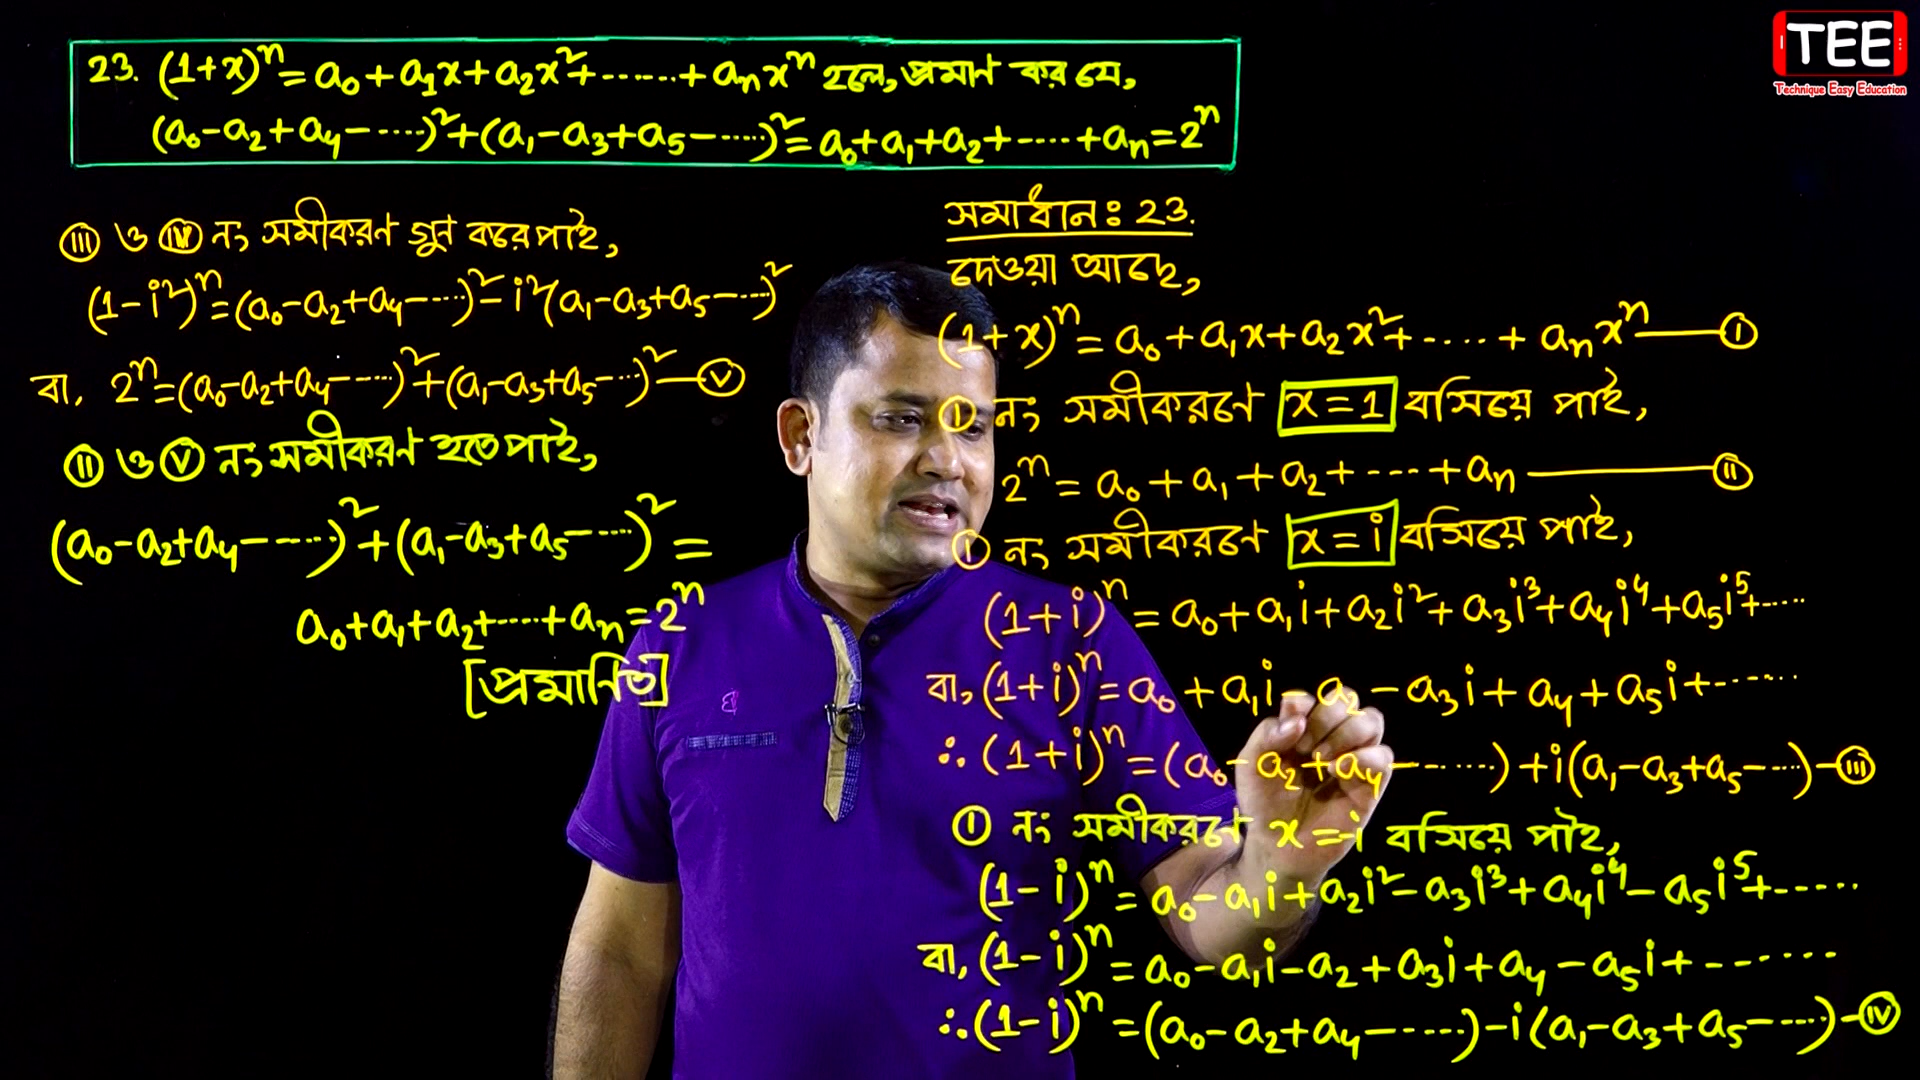 TEE
Technique Easy Education
23. (1+x)ⁿ = a₀ + a₁x + a₂x² + ...... + aₙxⁿ হলে, প্রমাণ কর যে,
(a₀-a₂+a₄-.....)² + (a₁-a₃+a₅-.....)² = a₀+a₁+a₂+.....+aₙ = 2ⁿ
সমাধান: 23.
দেওয়া আছে,
(1+x)ⁿ = a₀ + a₁x + a₂x² + ..... + aₙxⁿ — (i)
(i) নং সমীকরণে x = 1 বসিয়ে পাই,
2ⁿ = a₀ + a₁ + a₂ + ..... + aₙ — (ii)
(i) নং সমীকরণে x = i বসিয়ে পাই,
(1+i)ⁿ = a₀ + a₁i + a₂i² + a₃i³ + a₄i⁴ + a₅i⁵ + .....
বা, (1+i)ⁿ = a₀ + a₁i - a₂ - a₃i + a₄ + a₅i + ......
∴ (1+i)ⁿ = (a₀ - a₂ + a₄ - ......) + i(a₁ - a₃ + a₅ - .....) — (iii)
(i) নং সমীকরণে x = -i বসিয়ে পাই,
(1-i)ⁿ = a₀ - a₁i + a₂i² - a₃i³ + a₄i⁴ - a₅i⁵ + ......
বা, (1-i)ⁿ = a₀ - a₁i - a₂ + a₃i + a₄ - a₅i + ......
∴ (1-i)ⁿ = (a₀ - a₂ + a₄ - ......) - i(a₁ - a₃ + a₅ - .....) — (iv)
(iii) ও (iv) নং সমীকরণ গুন করে পাই,
(1-i²)ⁿ = (a₀-a₂+a₄-.....)² - i²(a₁-a₃+a₅-....)²
বা, 2ⁿ = (a₀-a₂+a₄-.....)² + (a₁-a₃+a₅-....)² — (v)
(ii) ও (v) নং সমীকরণ হতে পাই,
(a₀-a₂+a₄-.....)² + (a₁-a₃+a₅-.....)² =
a₀+a₁+a₂+.....+aₙ = 2ⁿ
[প্রমাণিত]